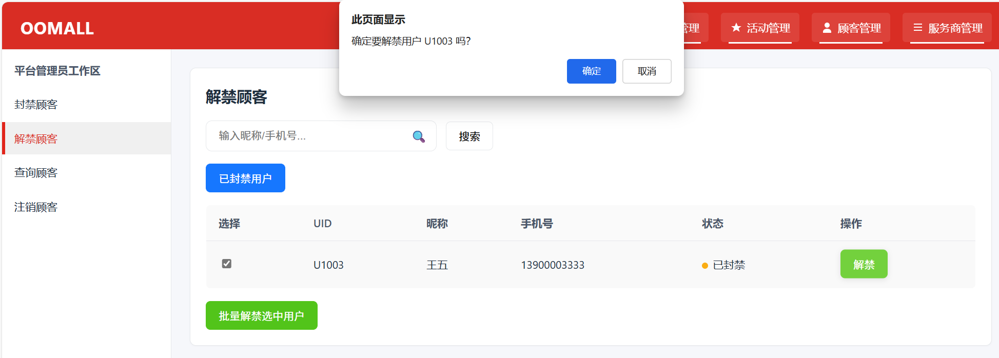 OOMALL
管理
活动管理
顾客管理
服务商管理
此页面显示
确定要解禁用户 U1003 吗?
确定
取消
平台管理员工作区
封禁顾客
解禁顾客
查询顾客
注销顾客
解禁顾客
输入昵称/手机号...
搜索
已封禁用户
选择 UID 昵称 手机号 状态 操作
U1003 王五 13900003333 已封禁 解禁
批量解禁选中用户